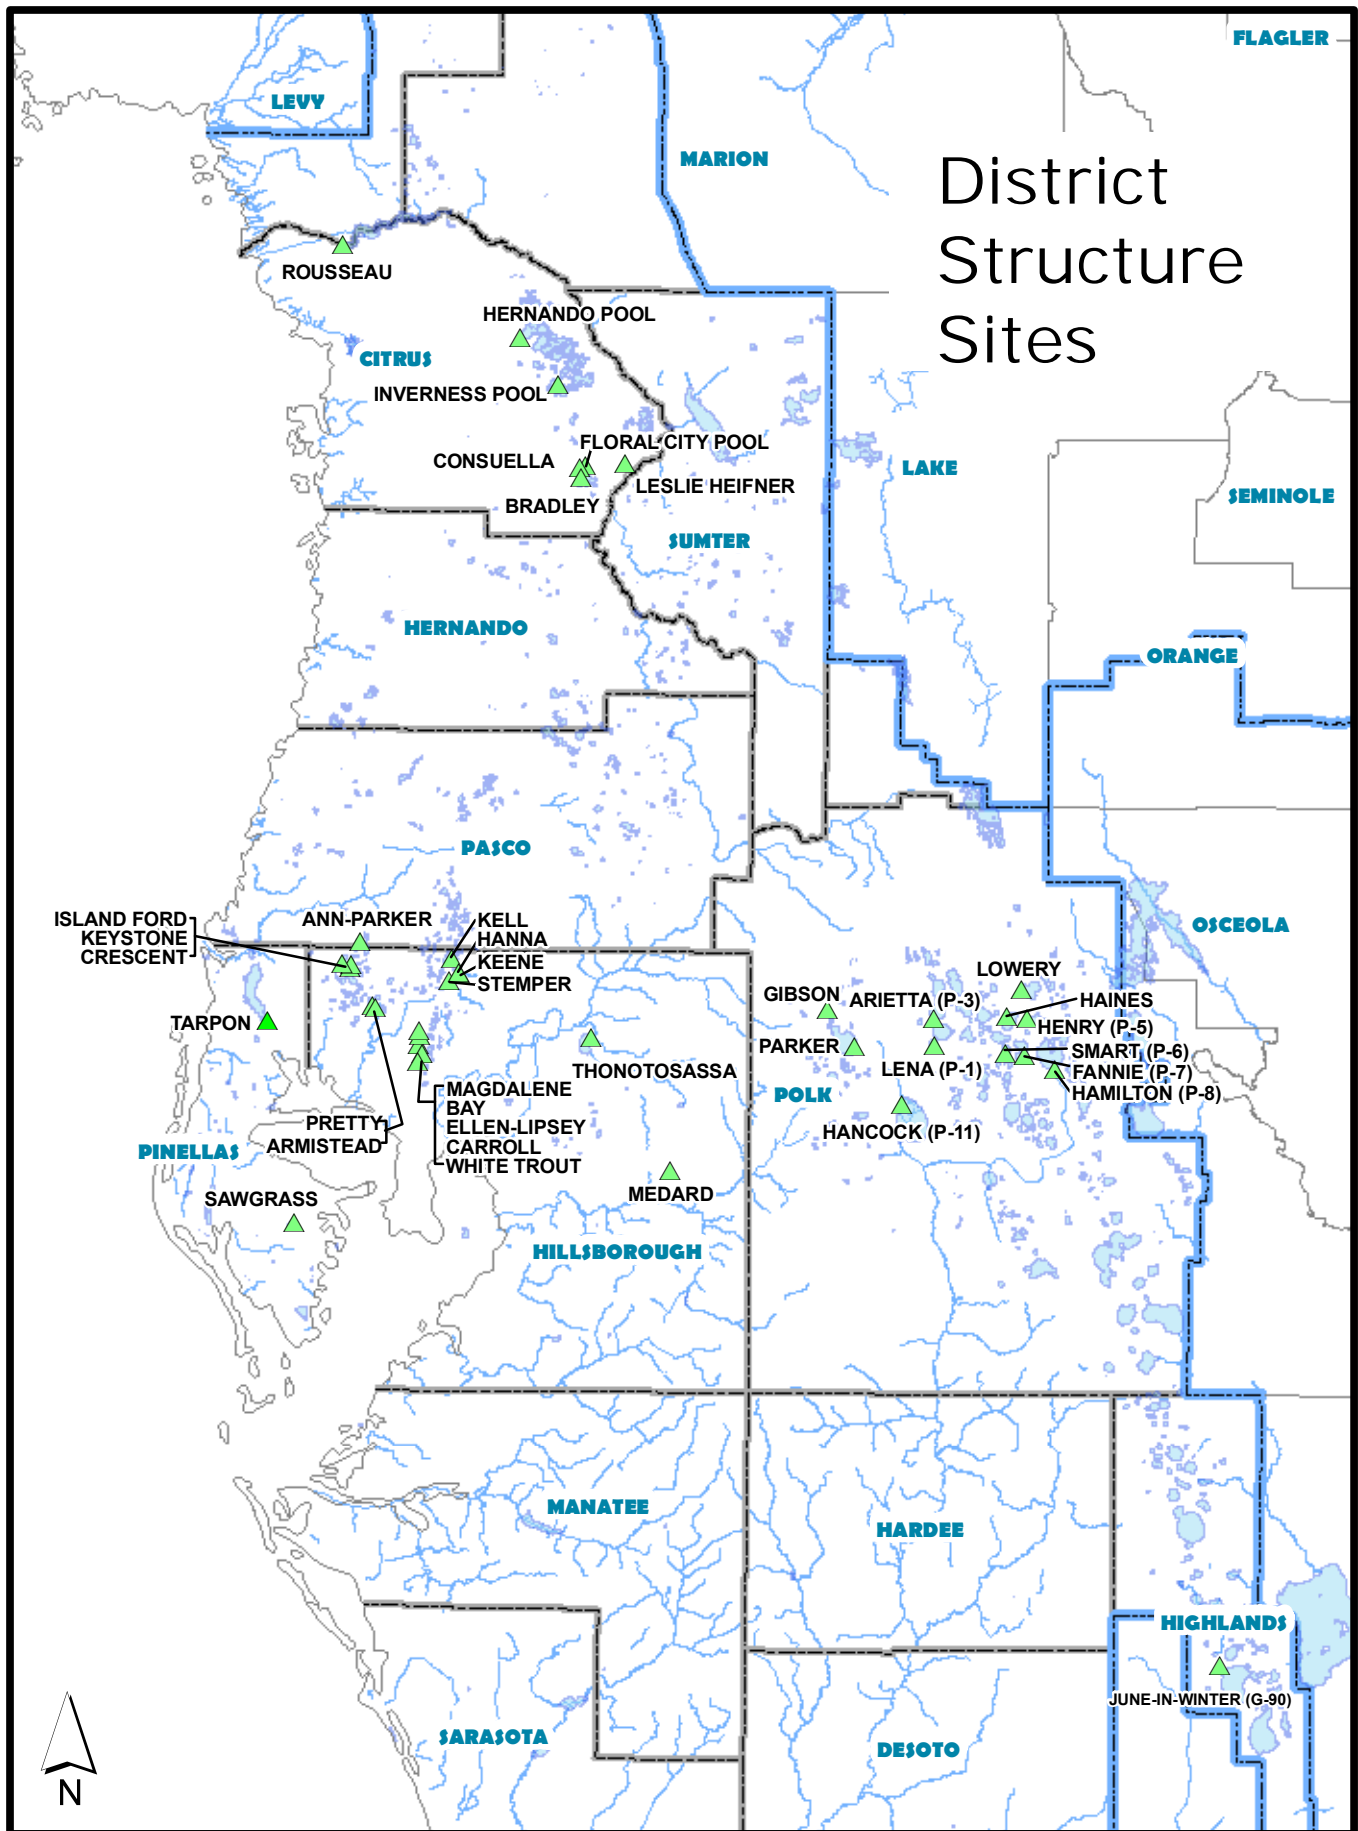 FLAGLER
LEVY
MARION
District
Structure
Sites
ROUSSEAU
HERNANDO POOL
CITRUS
INVERNESS POOL
FLORAL CITY POOL
CONSUELLA
LAKE
LESLIE HEIFNER
SEMINOLE
BRADLEY
SUMTER
HERNANDO
ORANGE
PASCO
ISLAND FORD
KEYSTONE
CRESCENT
ANN-PARKER
KELL
HANNA
KEENE
STEMPER
OSCEOLA
LOWERY
GIBSON
ARIETTA (P-3)
HAINES
TARPON
HENRY (P-5)
PARKER
SMART (P-6)
THONOTOSASSA
LENA (P-1)
FANNIE (P-7)
HAMILTON (P-8)
POLK
MAGDALENE
BAY
ELLEN-LIPSEY
CARROLL
WHITE TROUT
PRETTY
ARMISTEAD
HANCOCK (P-11)
PINELLAS
SAWGRASS
MEDARD
HILLSBOROUGH
MANATEE
HARDEE
HIGHLANDS
JUNE-IN-WINTER (G-90)
SARASOTA
DESOTO
N